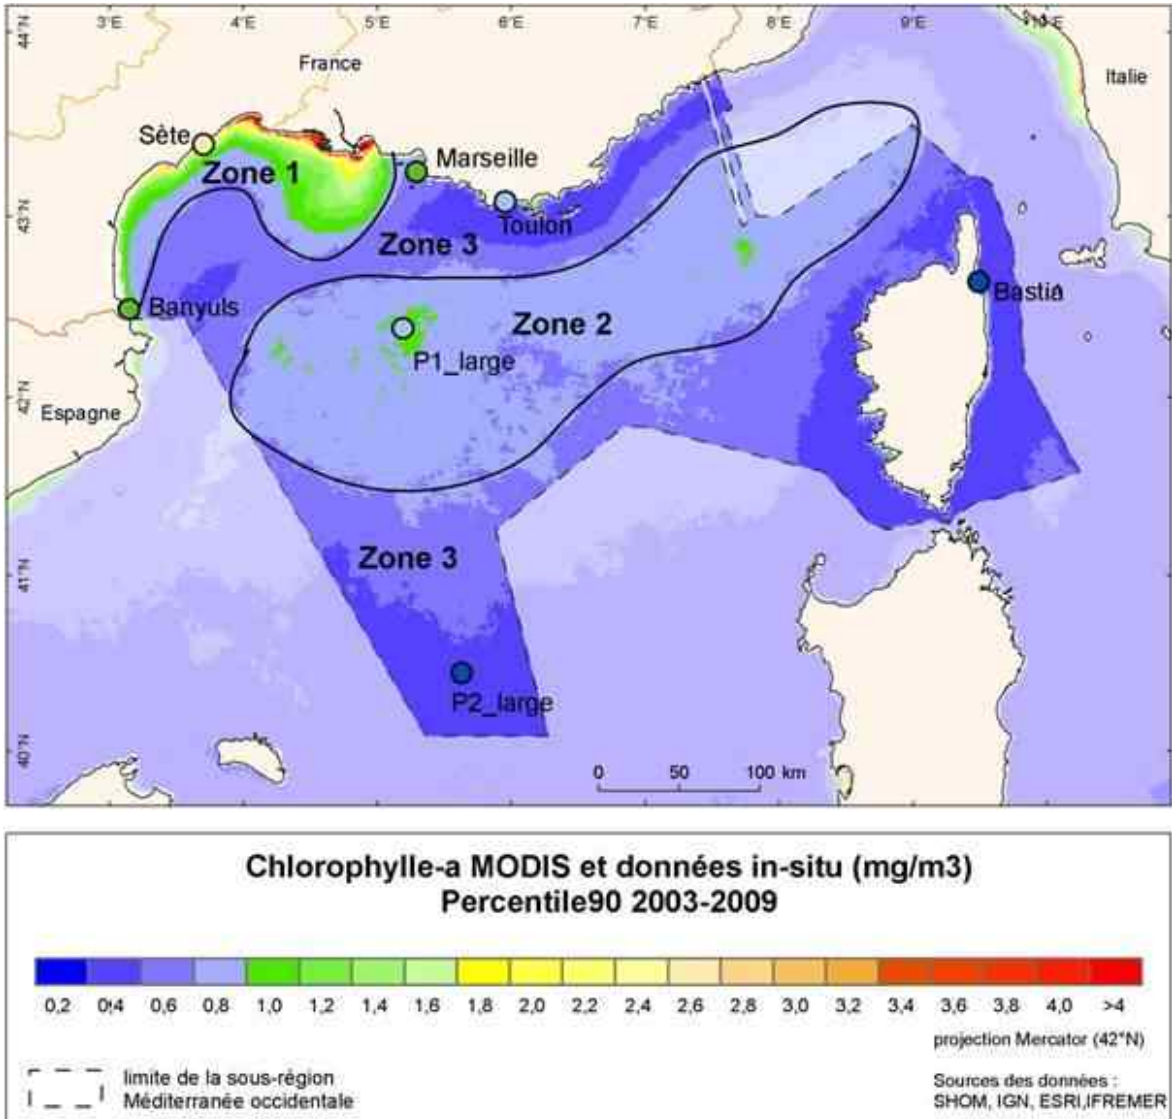 3°E 4°E 5°E 6°E 7°E 8°E 9°E 10°E
44°N
France
Italie
Sète
Marseille
Zone 1
43°N
Toulon
Zone 3
Banyuls
Bastia
Zone 2
P1_large
42°N
Espagne
Zone 3
41°N
P2_large
40°N
0 50 100 km
Chlorophylle-a MODIS et données in-situ (mg/m3)
Percentile90 2003-2009
0,2 0,4 0,6 0,8 1,0 1,2 1,4 1,6 1,8 2,0 2,2 2,4 2,6 2,8 3,0 3,2 3,4 3,6 3,8 4,0 >4
projection Mercator (42°N)
limite de la sous-région
Méditerranée occidentale
Sources des données :
SHOM, IGN, ESRI,IFREMER